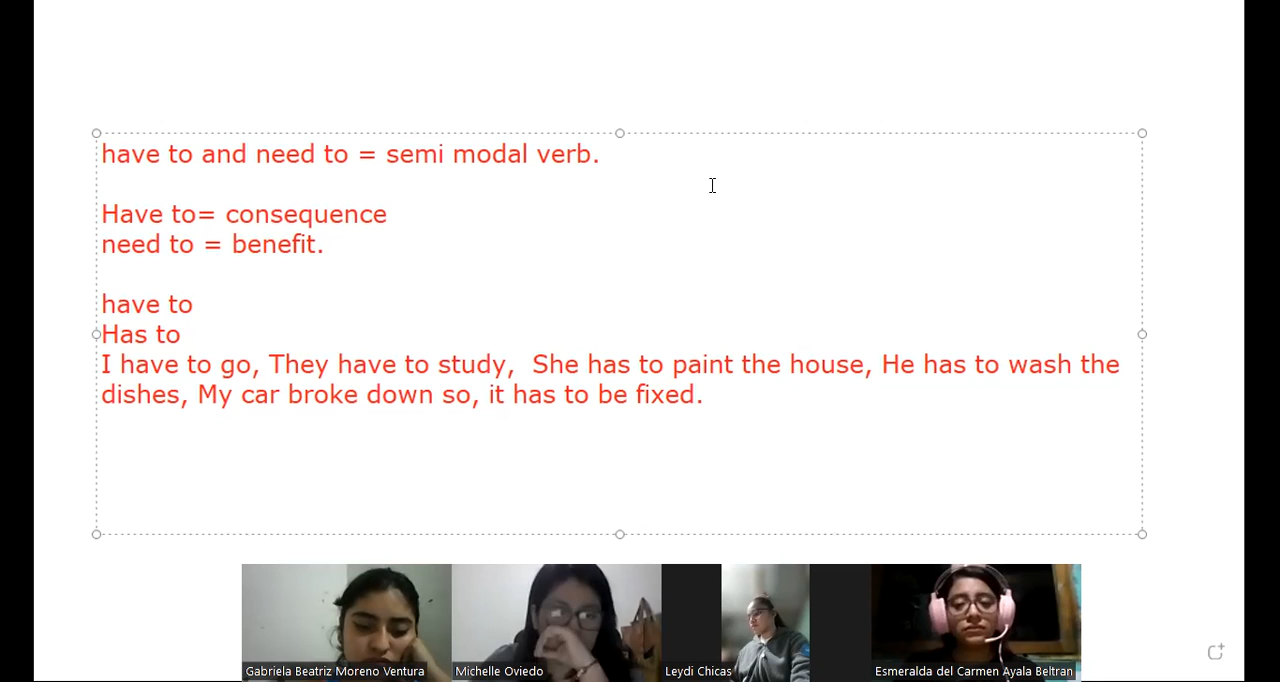 have to and need to = semi modal verb.
Have to= consequence
need to = benefit.
have to
Has to
I have to go, They have to study,  She has to paint the house, He has to wash the
dishes, My car broke down so, it has to be fixed.
Gabriela Beatriz Moreno Ventura
Michelle Oviedo
Leydi Chicas
Esmeralda del Carmen Ayala Beltran